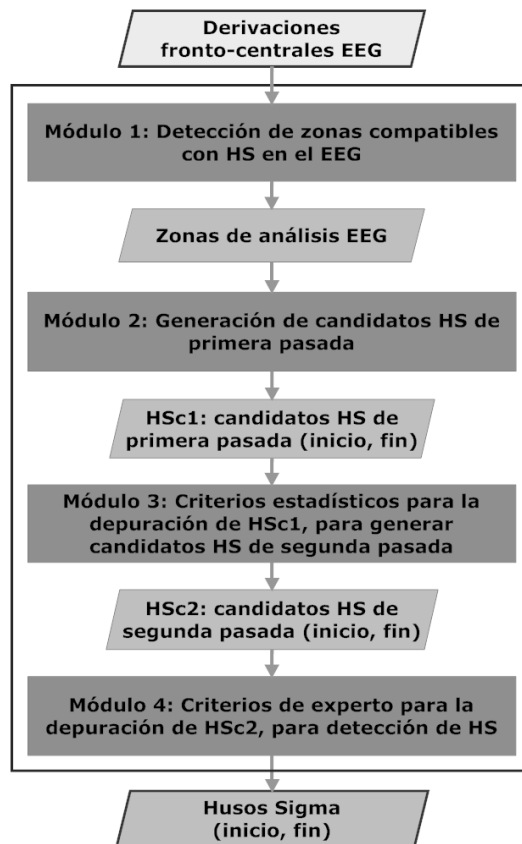 Derivaciones
fronto-centrales EEG
Módulo 1: Detección de zonas compatibles
con HS en el EEG
Zonas de análisis EEG
Módulo 2: Generación de candidatos HS de
primera pasada
HSc1: candidatos HS de
primera pasada (inicio, fin)
Módulo 3: Criterios estadísticos para la
depuración de HSc1, para generar
candidatos HS de segunda pasada
HSc2: candidatos HS de
segunda pasada (inicio, fin)
Módulo 4: Criterios de experto para la
depuración de HSc2, para detección de HS
Husos Sigma
(inicio, fin)